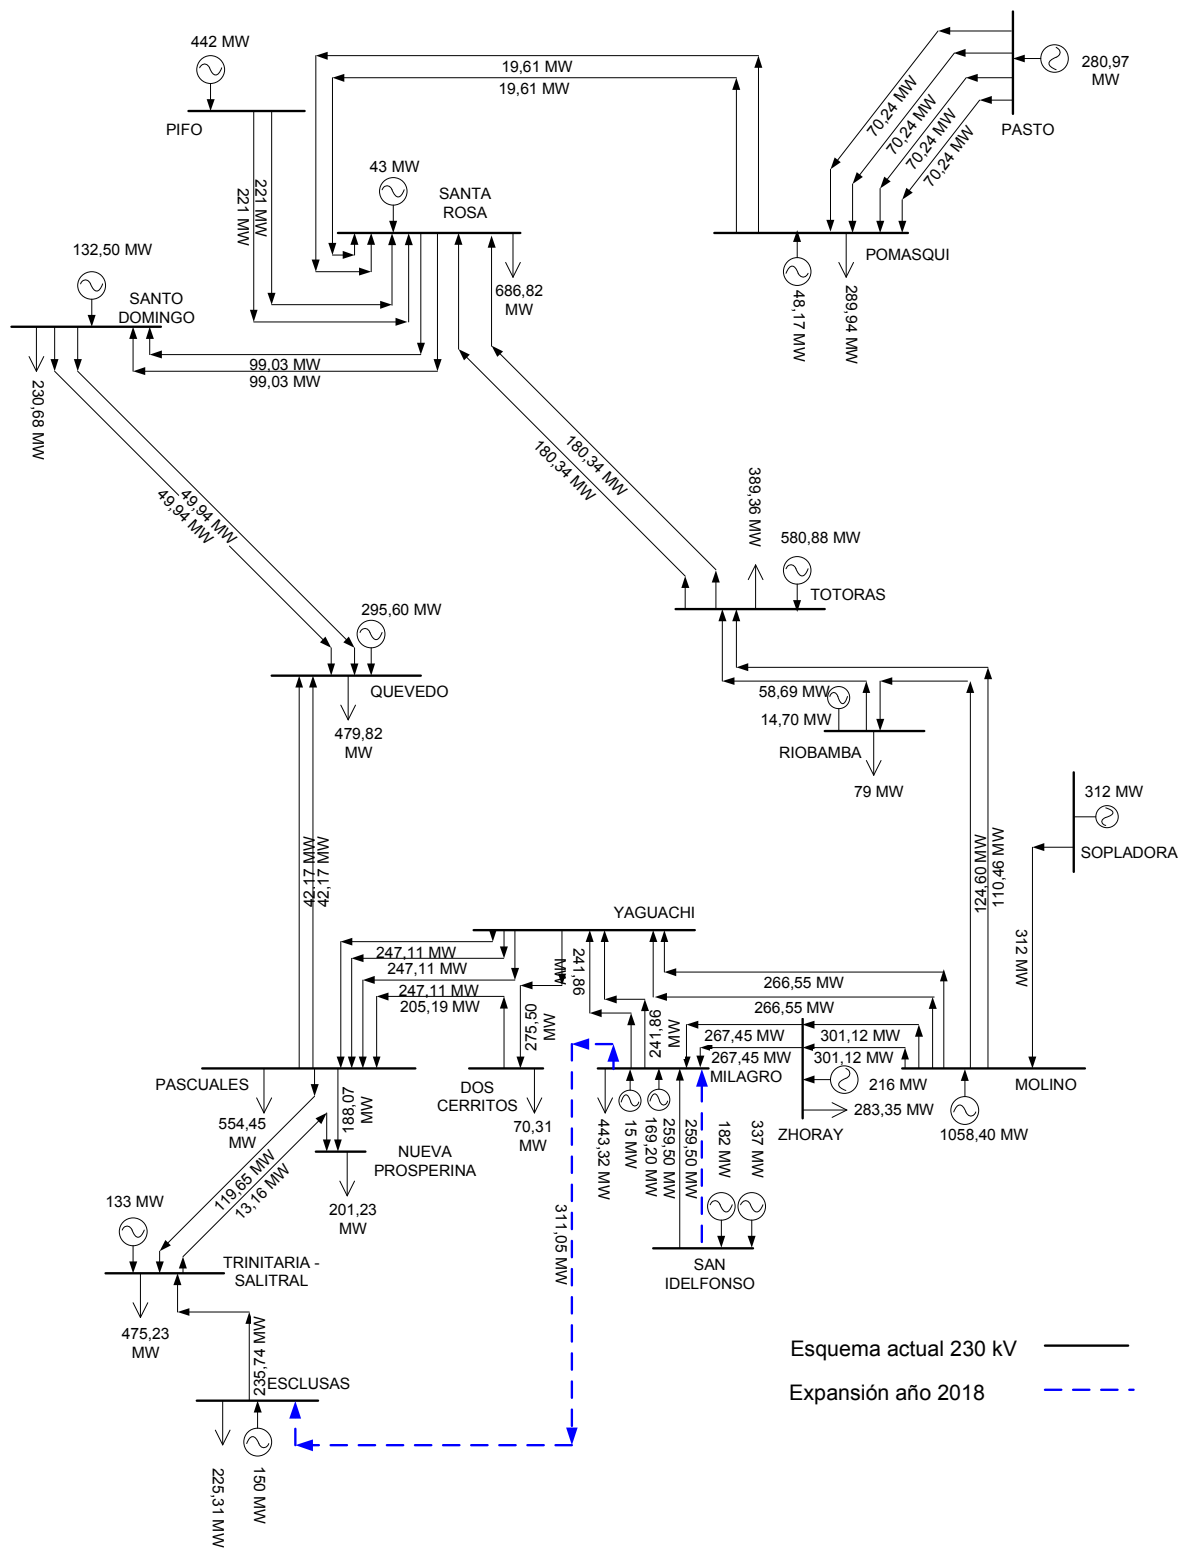 442 MW
PIFO
221 MW
221 MW
19,61 MW
19,61 MW
70,24 MW
70,24 MW
70,24 MW
70,24 MW
280,97
MW
PASTO
43 MW
SANTA
ROSA
686,82
MW
POMASQUI
48,17 MW
289,94 MW
132,50 MW
SANTO
DOMINGO
99,03 MW
99,03 MW
230,68 MW
49,94 MW
49,94 MW
180,34 MW
180,34 MW
389,36 MW
580,88 MW
TOTORAS
295,60 MW
QUEVEDO
479,82
MW
58,69 MW
14,70 MW
RIOBAMBA
79 MW
312 MW
SOPLADORA
312 MW
124,60 MW
110,46 MW
42,17 MW
42,17 MW
YAGUACHI
247,11 MW
247,11 MW
247,11 MW
205,19 MW
241,86
MW
241,86
MW
275,50
MW
266,55 MW
266,55 MW
267,45 MW
267,45 MW
301,12 MW
301,12 MW
MILAGRO
216 MW
283,35 MW
ZHORAY
MOLINO
1058,40 MW
PASCUALES
554,45
MW
188,07
MW
DOS
CERRITOS
70,31
MW
443,32 MW
15 MW
169,20 MW
259,50 MW
259,50 MW
182 MW
337 MW
NUEVA
PROSPERINA
201,23
MW
119,65 MW
13,16 MW
311,05 MW
133 MW
TRINITARIA -
SALITRAL
475,23
MW
SAN
IDELFONSO
235,74 MW
ESCLUSAS
225,31 MW
150 MW
Esquema actual 230 kV
Expansión año 2018